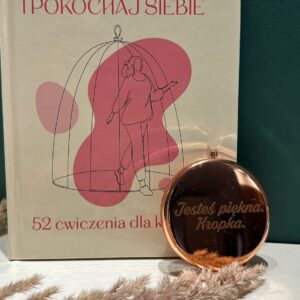 I POKOCHAJ SIEBIE
52 ćwiczenia dla k
Jesteś piękna.
Kropka.